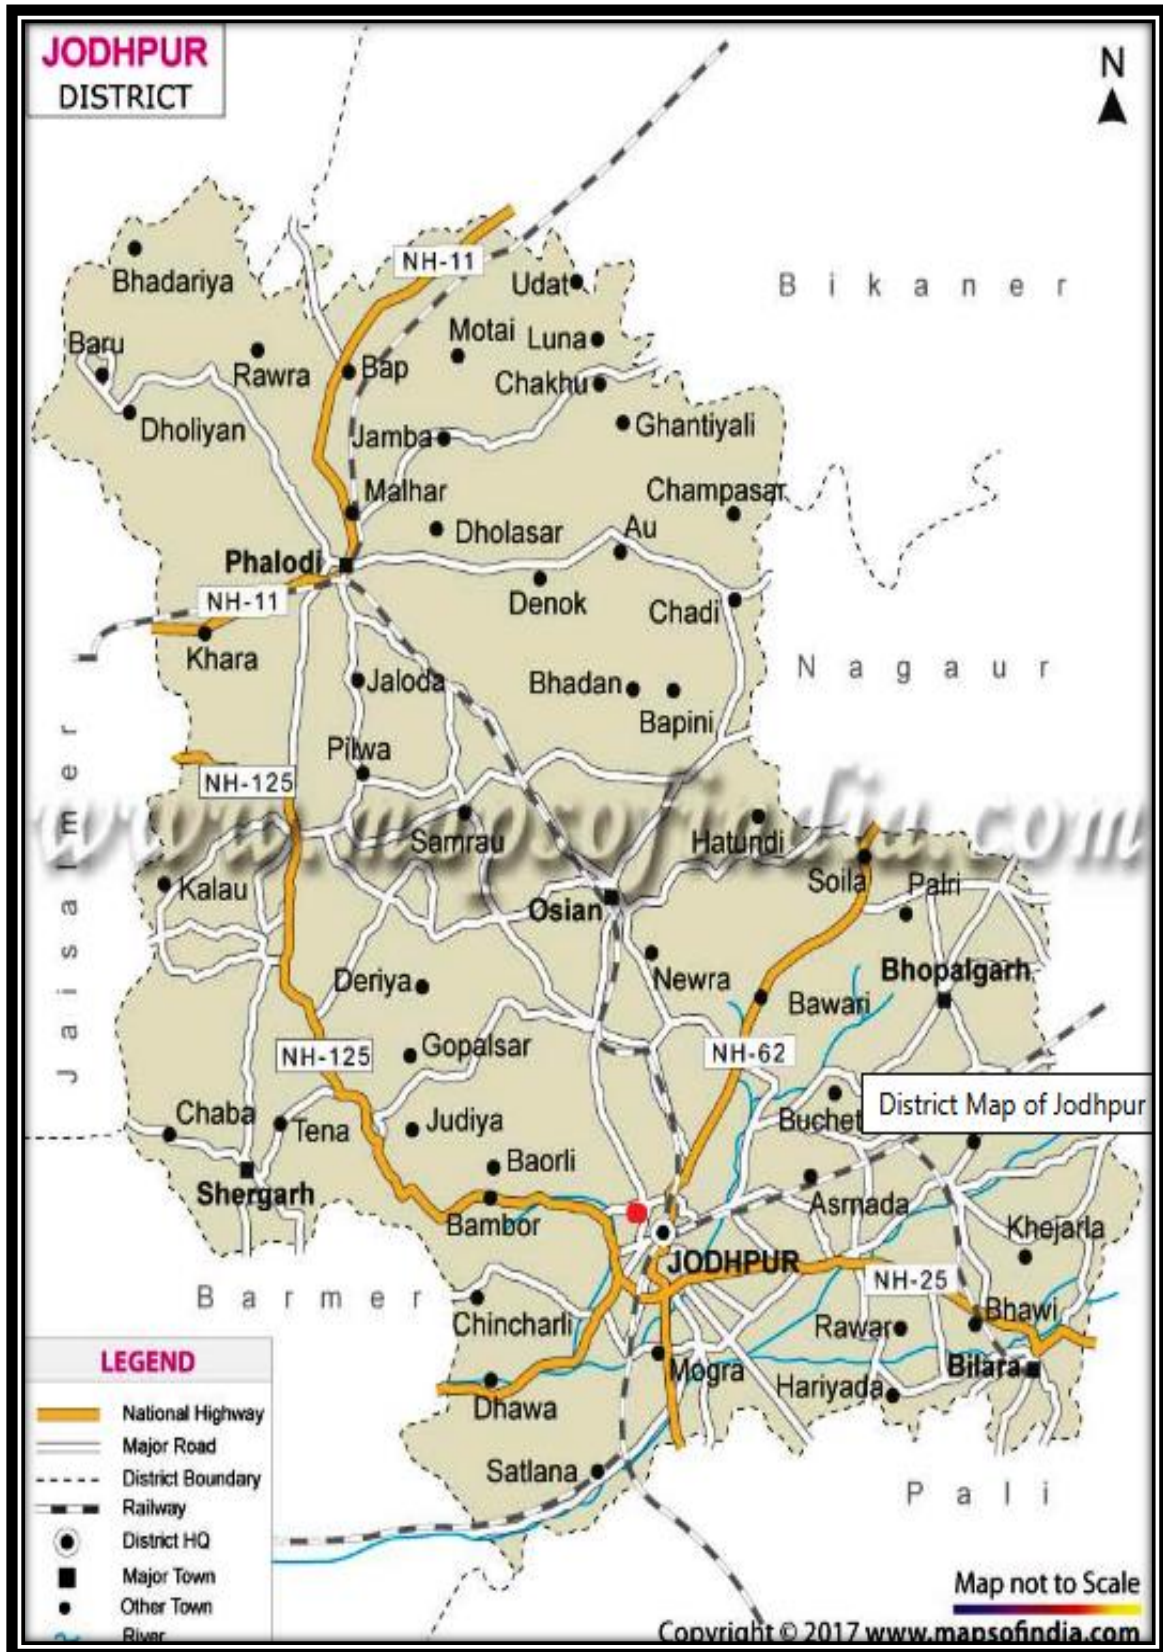 JODHPUR
DISTRICT
N
NH-11
Udat
Bikaner
Bhadariya
Motai
Luna
Baru
Rawra
Bap
Chakhu
Dholiyan
Jamba
Ghantiyali
Malhar
Champasar
Dholasar
Au
Phalodi
NH-11
Denok
Chadi
Khara
Nagaur
Jaloda
Bhadan
Bapini
Jaisalmer
Pilwa
NH-125
www.mapsofindia.com
Samrau
Hatundi
Soila
Palri
Kalau
Osian
Deriya
Newra
Bhopalgarh
Bawari
NH-125
Gopalsar
NH-62
District Map of Jodhpur
Chaba
Tena
Judiya
Buchet
Baorli
Shergarh
Bambor
Asrnada
Khejarla
JODHPUR
NH-25
Barmer
Chincharli
Rawar
Bhawi
Mogra
Bilara
Hariyada
Dhawa
Satlana
Pali
LEGEND
National Highway
Major Road
District Boundary
Railway
District HQ
Major Town
Other Town
River
Map not to Scale
Copyright © 2017 www.mapsofindia.com